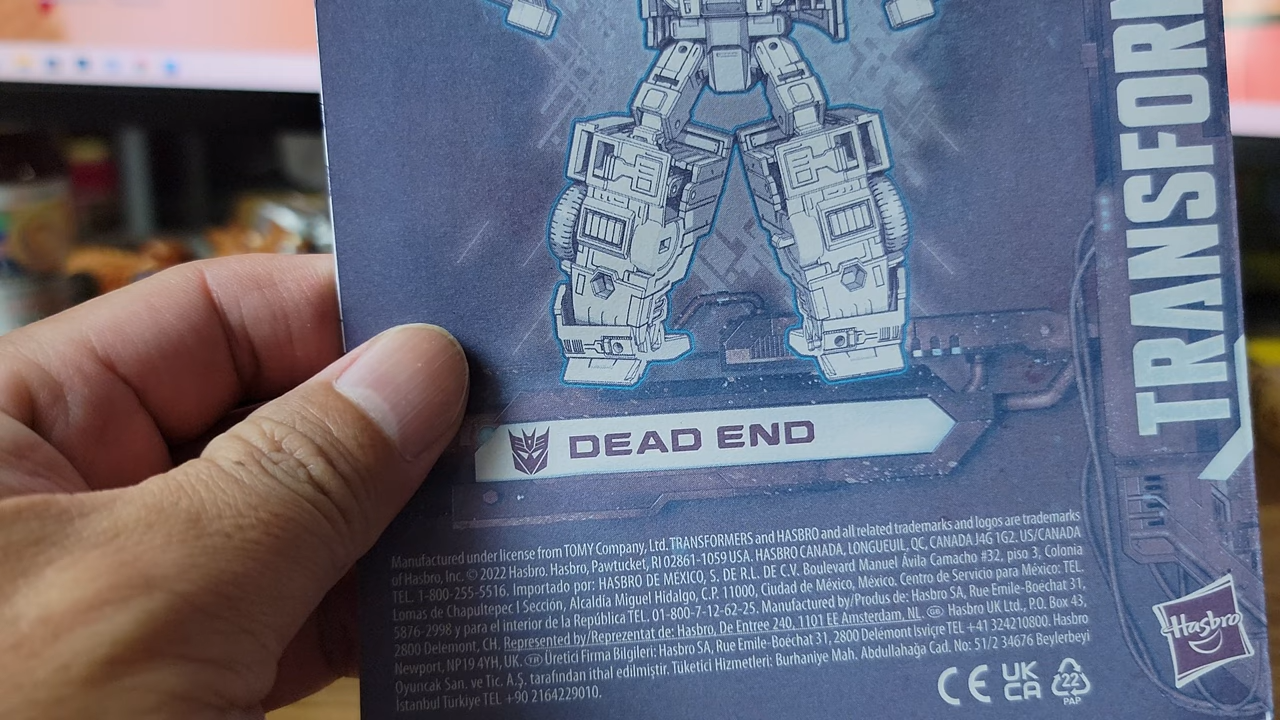 TRANSFORM
DEAD END
Manufactured under license from TOMY Company, Ltd. TRANSFORMERS and HASBRO and all related trademarks and logos are trademarks
of Hasbro, Inc. © 2022 Hasbro. Hasbro, Pawtucket, RI 02861-1059 USA. HASBRO CANADA, LONGUEUIL, QC, CANADA J4G 1G2. US/CANADA
TEL. 1-800-255-5516. Importado por: HASBRO DE MEXICO, S. DE R.L. DE C.V. Boulevard Manuel Ávila Camacho #32, piso 3, Colonia
Lomas de Chapultepec I Sección, Alcaldía Miguel Hidalgo, C.P. 11000, Ciudad de México, México. Centro de Servicio para México: TEL.
5876-2998 y para el interior de la República TEL. 01-800-7-12-62-25. Manufactured by/Produs de: Hasbro SA, Rue Emile-Boéchat 31,
2800 Delemont, CH. Represented by/Reprezentat de: Hasbro, De Entree 240, 1101 EE Amsterdam, NL. GB Hasbro UK Ltd., P.O. Box 43,
Newport, NP19 4YH, UK. TR Üretici Firma Bilgileri: Hasbro SA, Rue Emile-Boéchat 31, 2800 Delémont İsviçre TEL +41 324210800. Hasbro
Oyuncak San. ve Tic. A.Ş. tarafından ithal edilmiştir. Tüketici Hizmetleri: Burhaniye Mah. Abdullahağa Cad. No: 51/2 34676 Beylerbeyi
İstanbul Türkiye TEL +90 2164229010.
CE UK CA 22 PAP
Hasbro